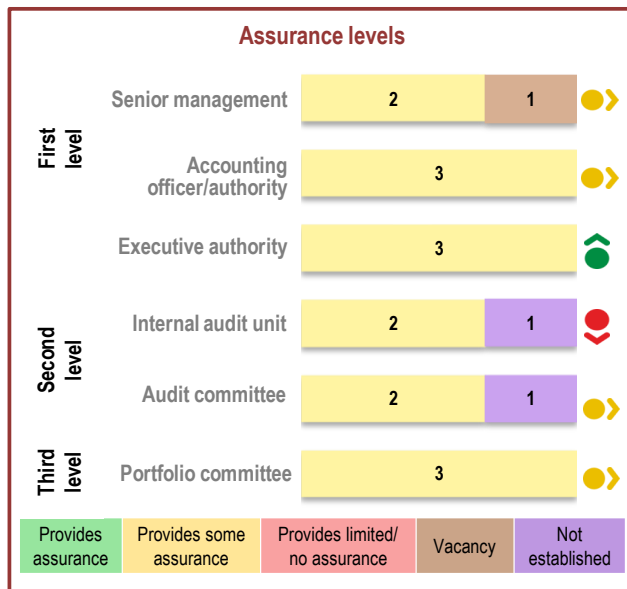 Assurance levels
First
level
Senior management
2
1
Accounting
officer/authority
3
Executive authority
3
Second
level
Internal audit unit
2
1
Audit committee
2
1
Third
level
Portfolio committee
3
Provides
assurance
Provides some
assurance
Provides limited/
no assurance
Vacancy
Not
established